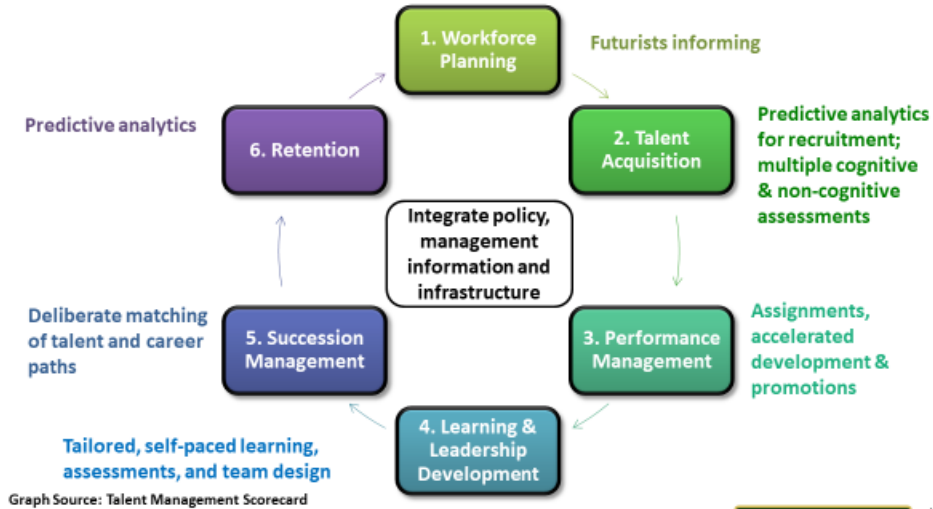 1. Workforce
Planning
Futurists informing
2. Talent
Acquisition
Predictive analytics
for recruitment;
multiple cognitive
& non-cognitive
assessments
3. Performance
Management
Assignments,
accelerated
development &
promotions
4. Learning &
Leadership
Development
Tailored, self-paced learning,
assessments, and team design
5. Succession
Management
Deliberate matching
of talent and career
paths
6. Retention
Predictive analytics
Integrate policy,
management
information and
infrastructure
Graph Source: Talent Management Scorecard